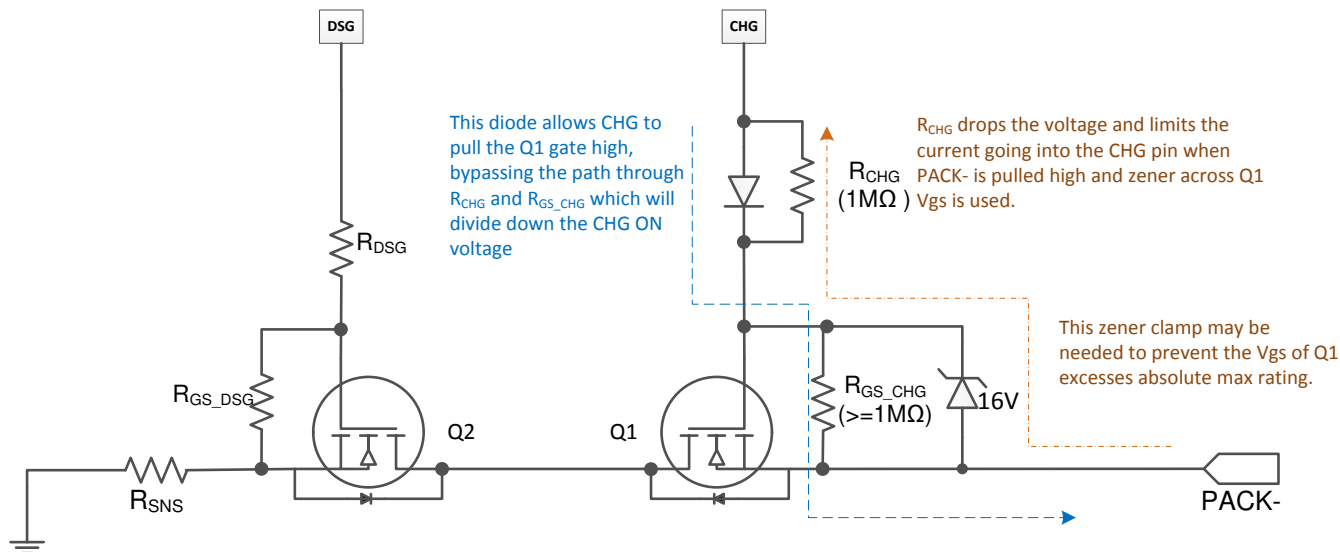 DSG
CHG
This diode allows CHG to
pull the Q1 gate high,
bypassing the path through
RCHG and RGS_CHG which will
divide down the CHG ON
voltage
RCHG
(1MΩ )
RCHG drops the voltage and limits the
current going into the CHG pin when
PACK- is pulled high and zener across Q1
Vgs is used.
RDSG
This zener clamp may be
needed to prevent the Vgs of Q1
excesses absolute max rating.
RGS_DSG
RGS_CHG
(>=1MΩ)
16V
Q2
Q1
RSNS
PACK-